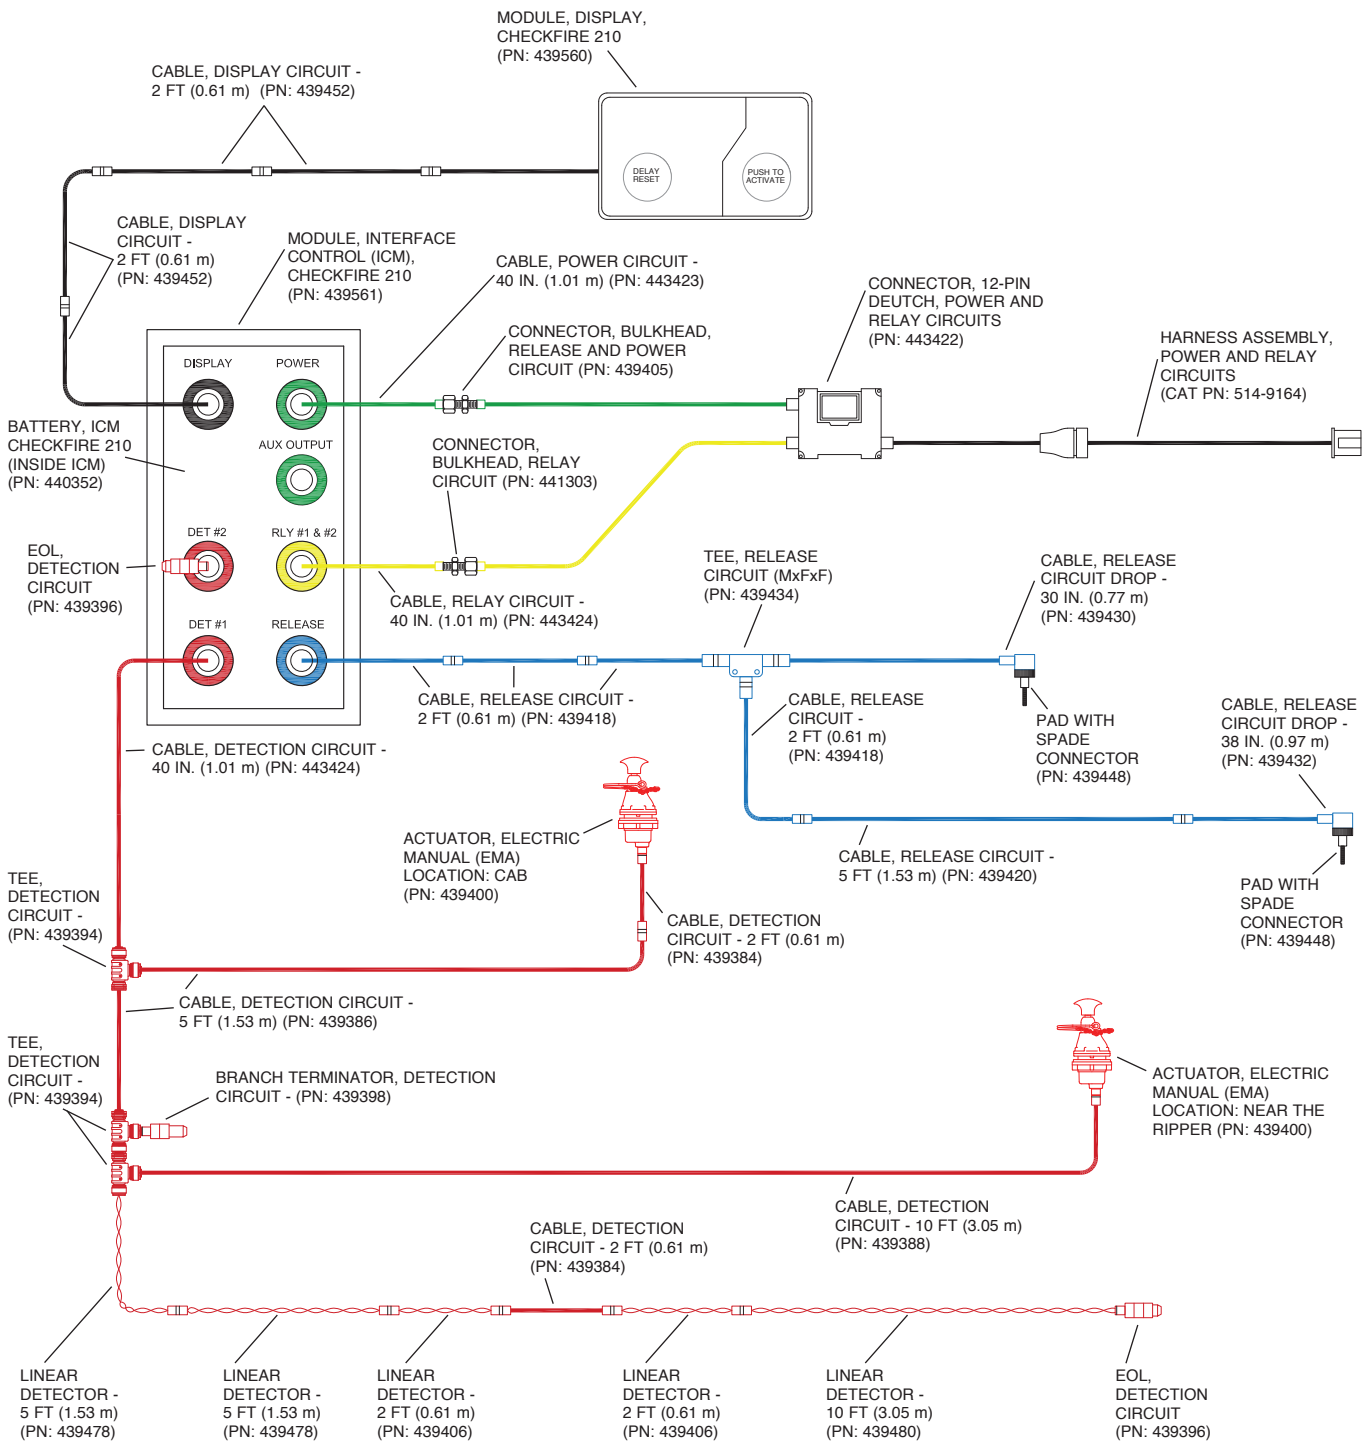 MODULE, DISPLAY,
CHECKFIRE 210
(PN: 439560)
CABLE, DISPLAY CIRCUIT -
2 FT (0.61 m)  (PN: 439452)
DELAY
RESET
PUSH TO
ACTIVATE
CABLE, DISPLAY
CIRCUIT -
2 FT (0.61 m)
(PN: 439452)
MODULE, INTERFACE
CONTROL (ICM),
CHECKFIRE 210
(PN: 439561)
CABLE, POWER CIRCUIT -
40 IN. (1.01 m) (PN: 443423)
CONNECTOR, 12-PIN
DEUTCH, POWER AND
RELAY CIRCUITS
(PN: 443422)
CONNECTOR, BULKHEAD,
RELEASE AND POWER
CIRCUIT (PN: 439405)
HARNESS ASSEMBLY,
POWER AND RELAY
CIRCUITS
(CAT PN: 514-9164)
DISPLAY
POWER
BATTERY, ICM
CHECKFIRE 210
(INSIDE ICM)
(PN: 440352)
AUX OUTPUT
CONNECTOR,
BULKHEAD, RELAY
CIRCUIT (PN: 441303)
DET #2
RLY #1 & #2
EOL,
DETECTION
CIRCUIT
(PN: 439396)
TEE, RELEASE
CIRCUIT (MxFxF)
(PN: 439434)
CABLE, RELEASE
CIRCUIT DROP -
30 IN. (0.77 m)
(PN: 439430)
CABLE, RELAY CIRCUIT -
40 IN. (1.01 m) (PN: 443424)
DET #1
RELEASE
CABLE, RELEASE CIRCUIT -
2 FT (0.61 m) (PN: 439418)
CABLE, RELEASE
CIRCUIT -
2 FT (0.61 m)
(PN: 439418)
PAD WITH
SPADE
CONNECTOR
(PN: 439448)
CABLE, RELEASE
CIRCUIT DROP -
38 IN. (0.97 m)
(PN: 439432)
CABLE, DETECTION CIRCUIT -
40 IN. (1.01 m) (PN: 443424)
ACTUATOR, ELECTRIC
MANUAL (EMA)
LOCATION: CAB
(PN: 439400)
CABLE, RELEASE CIRCUIT -
5 FT (1.53 m) (PN: 439420)
PAD WITH
SPADE
CONNECTOR
(PN: 439448)
TEE,
DETECTION
CIRCUIT -
(PN: 439394)
CABLE, DETECTION
CIRCUIT - 2 FT (0.61 m)
(PN: 439384)
CABLE, DETECTION CIRCUIT -
5 FT (1.53 m) (PN: 439386)
TEE,
DETECTION
CIRCUIT -
(PN: 439394)
BRANCH TERMINATOR, DETECTION
CIRCUIT - (PN: 439398)
ACTUATOR, ELECTRIC
MANUAL (EMA)
LOCATION: NEAR THE
RIPPER (PN: 439400)
CABLE, DETECTION
CIRCUIT - 10 FT (3.05 m)
(PN: 439388)
CABLE, DETECTION
CIRCUIT - 2 FT (0.61 m)
(PN: 439384)
LINEAR
DETECTOR -
5 FT (1.53 m)
(PN: 439478)
LINEAR
DETECTOR -
5 FT (1.53 m)
(PN: 439478)
LINEAR
DETECTOR -
2 FT (0.61 m)
(PN: 439406)
LINEAR
DETECTOR -
2 FT (0.61 m)
(PN: 439406)
LINEAR
DETECTOR -
10 FT (3.05 m)
(PN: 439480)
EOL,
DETECTION
CIRCUIT
(PN: 439396)